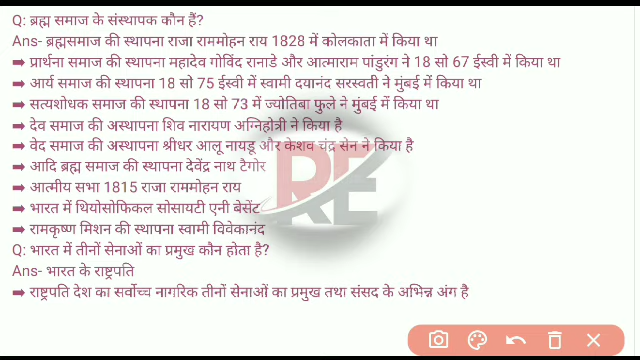 Q: ब्रह्म समाज के संस्थापक कौन हैं?
Ans- ब्रह्मसमाज की स्थापना राजा राममोहन राय 1828 में कोलकाता में किया था
➡ प्रार्थना समाज की स्थापना महादेव गोविंद रानाडे और आत्माराम पांडुरंग ने 18 सो 67 ईस्वी में किया था
➡ आर्य समाज की स्थापना 18 सो 75 ईस्वी में स्वामी दयानंद सरस्वती ने मुंबई में किया था
➡ सत्यशोधक समाज की स्थापना 18 सो 73 में ज्योतिबा फुले ने मुंबई में किया था
➡ देव समाज की अस्थापना शिव नारायण अग्निहोत्री ने किया है
➡ वेद समाज की अस्थापना श्रीधर आलू नायडू और केशव चंद्र सेन ने किया है
➡ आदि ब्रह्म समाज की स्थापना देवेंद्र नाथ टैगोर
➡ आत्मीय सभा 1815 राजा राममोहन राय
➡ भारत में थियोसोफिकल सोसायटी एनी बेसेंट
➡ रामकृष्ण मिशन की स्थापना स्वामी विवेकानंद
Q: भारत में तीनों सेनाओं का प्रमुख कौन होता है?
Ans- भारत के राष्ट्रपति
➡ राष्ट्रपति देश का सर्वोच्च नागरिक तीनों सेनाओं का प्रमुख तथा संसद के अभिन्न अंग है
RE
RE